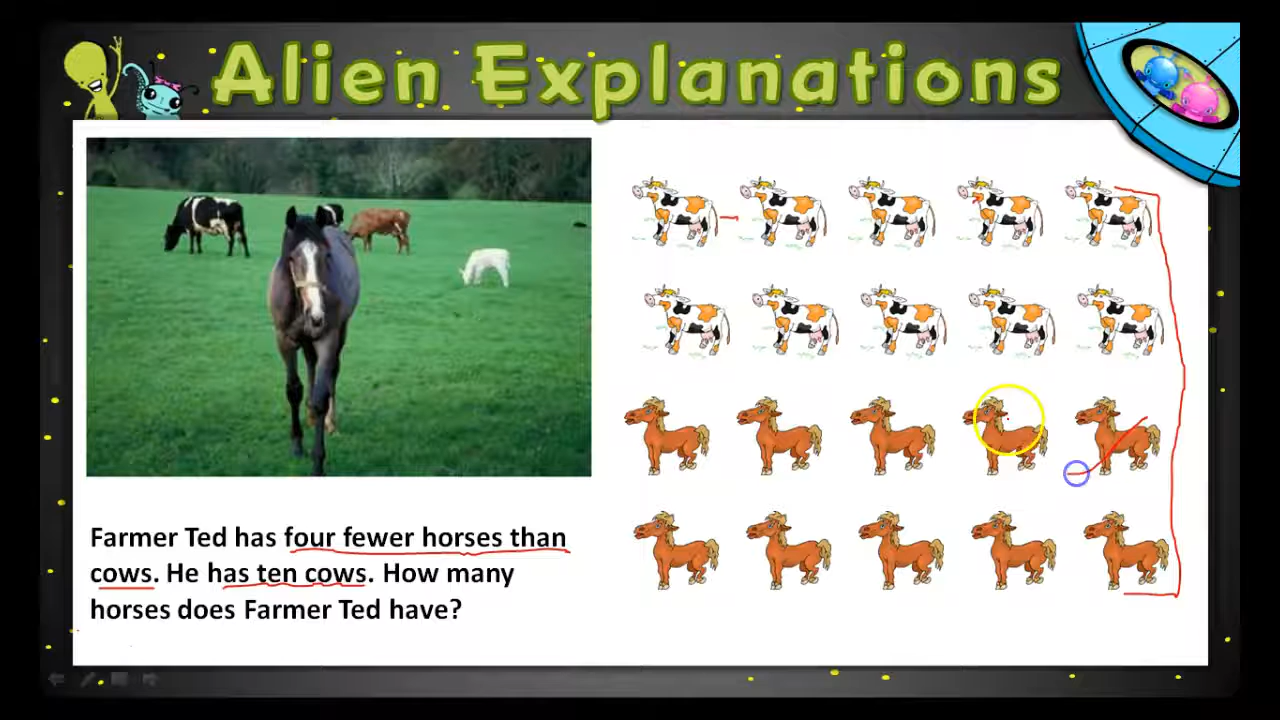 Alien Explanations
Farmer Ted has four fewer horses than
cows. He has ten cows. How many
horses does Farmer Ted have?